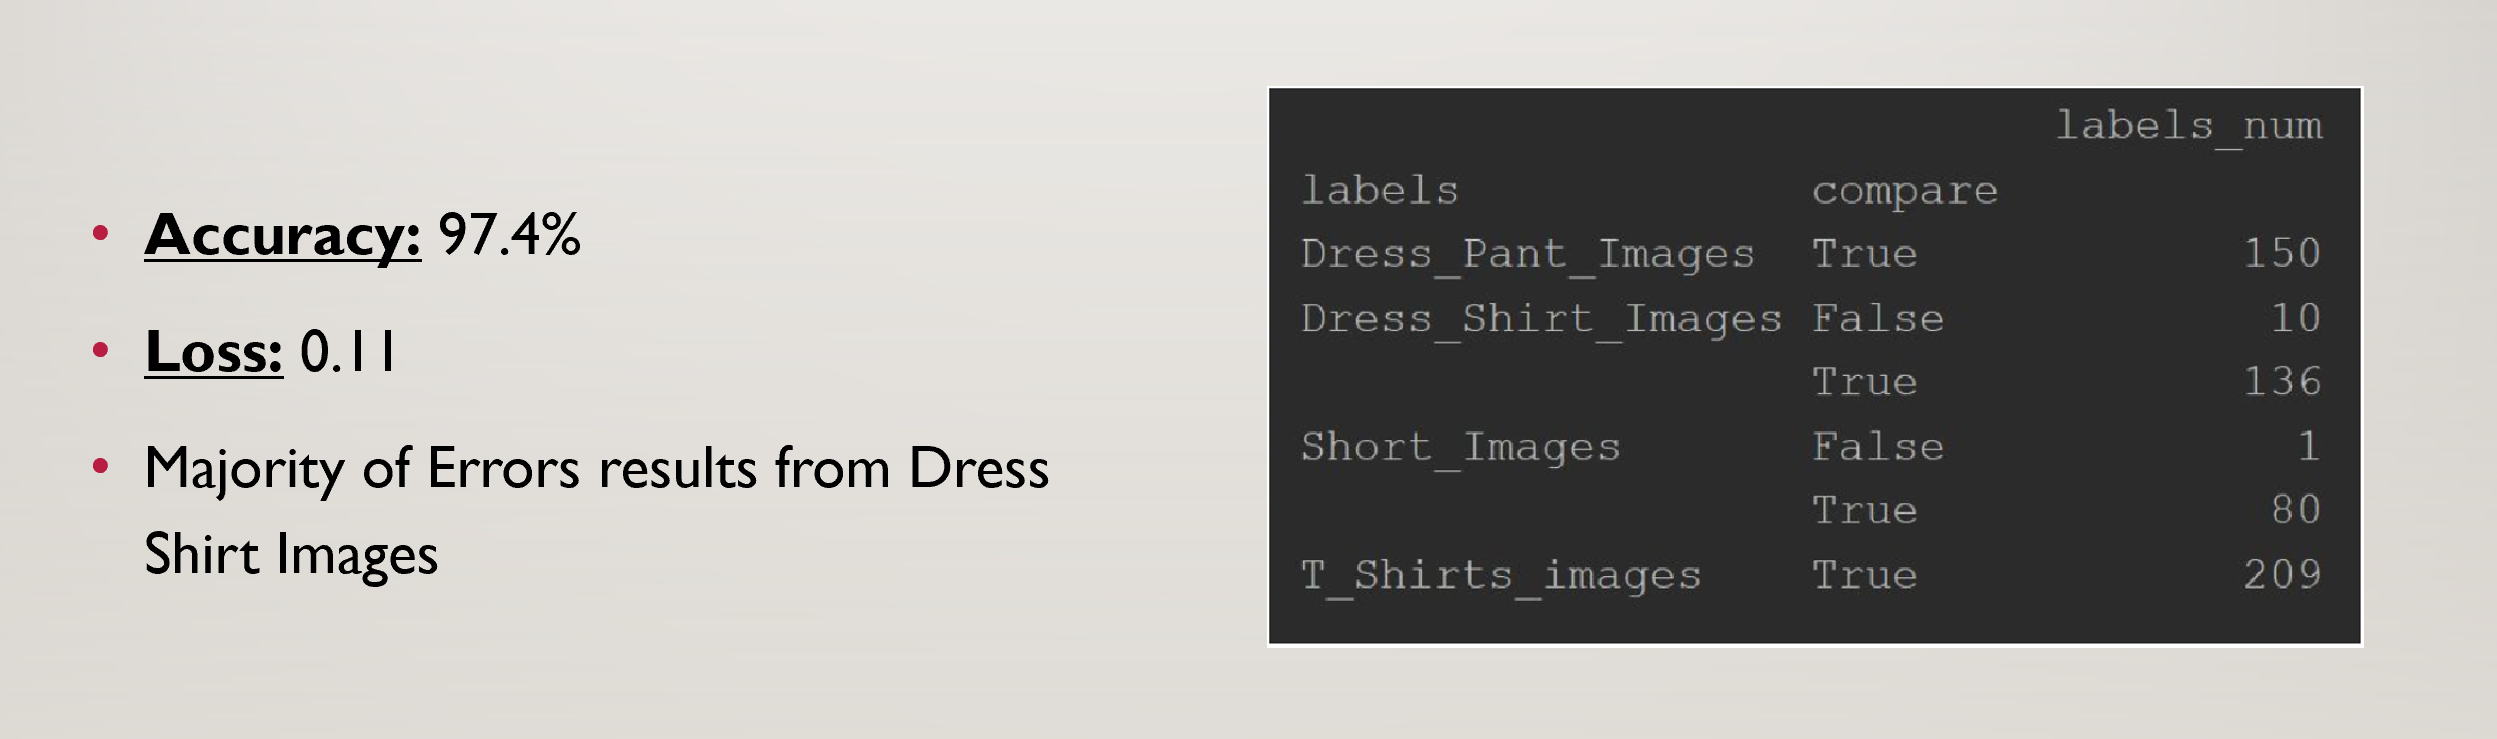 • Accuracy: 97.4%
• Loss: 0.11
• Majority of Errors results from Dress
Shirt Images
labels_num
labels compare
Dress_Pant_Images True 150
Dress_Shirt_Images False 10
True 136
Short_Images False 1
True 80
T_Shirts_images True 209